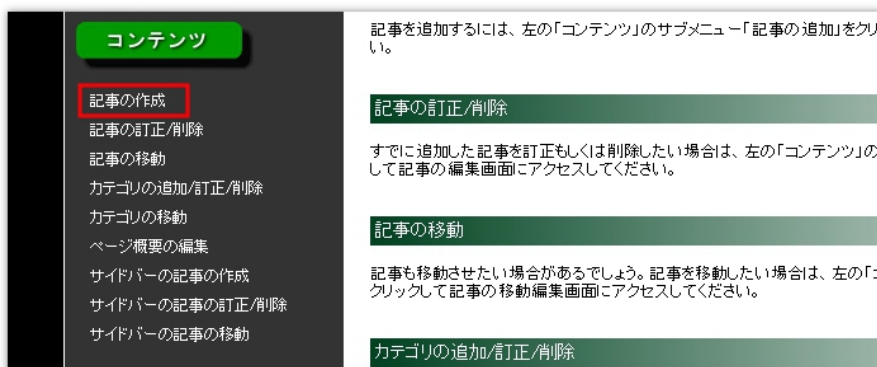 コンテンツ
記事の作成
記事の訂正/削除
記事の移動
カテゴリの追加/訂正/削除
カテゴリの移動
ページ概要の編集
サイドバーの記事の作成
サイドバーの記事の訂正/削除
サイドバーの記事の移動
記事を追加するには、左の「コンテンツ」のサブメニュー「記事の追加」をクリ
い。
記事の訂正/削除
すでに追加した記事を訂正もしくは削除したい場合は、左の「コンテンツ」の
して記事の編集画面にアクセスしてください。
記事の移動
記事も移動させたい場合があるでしょう。記事を移動したい場合は、左の「
クリックして記事の移動編集画面にアクセスしてください。
カテゴリの追加/訂正/削除